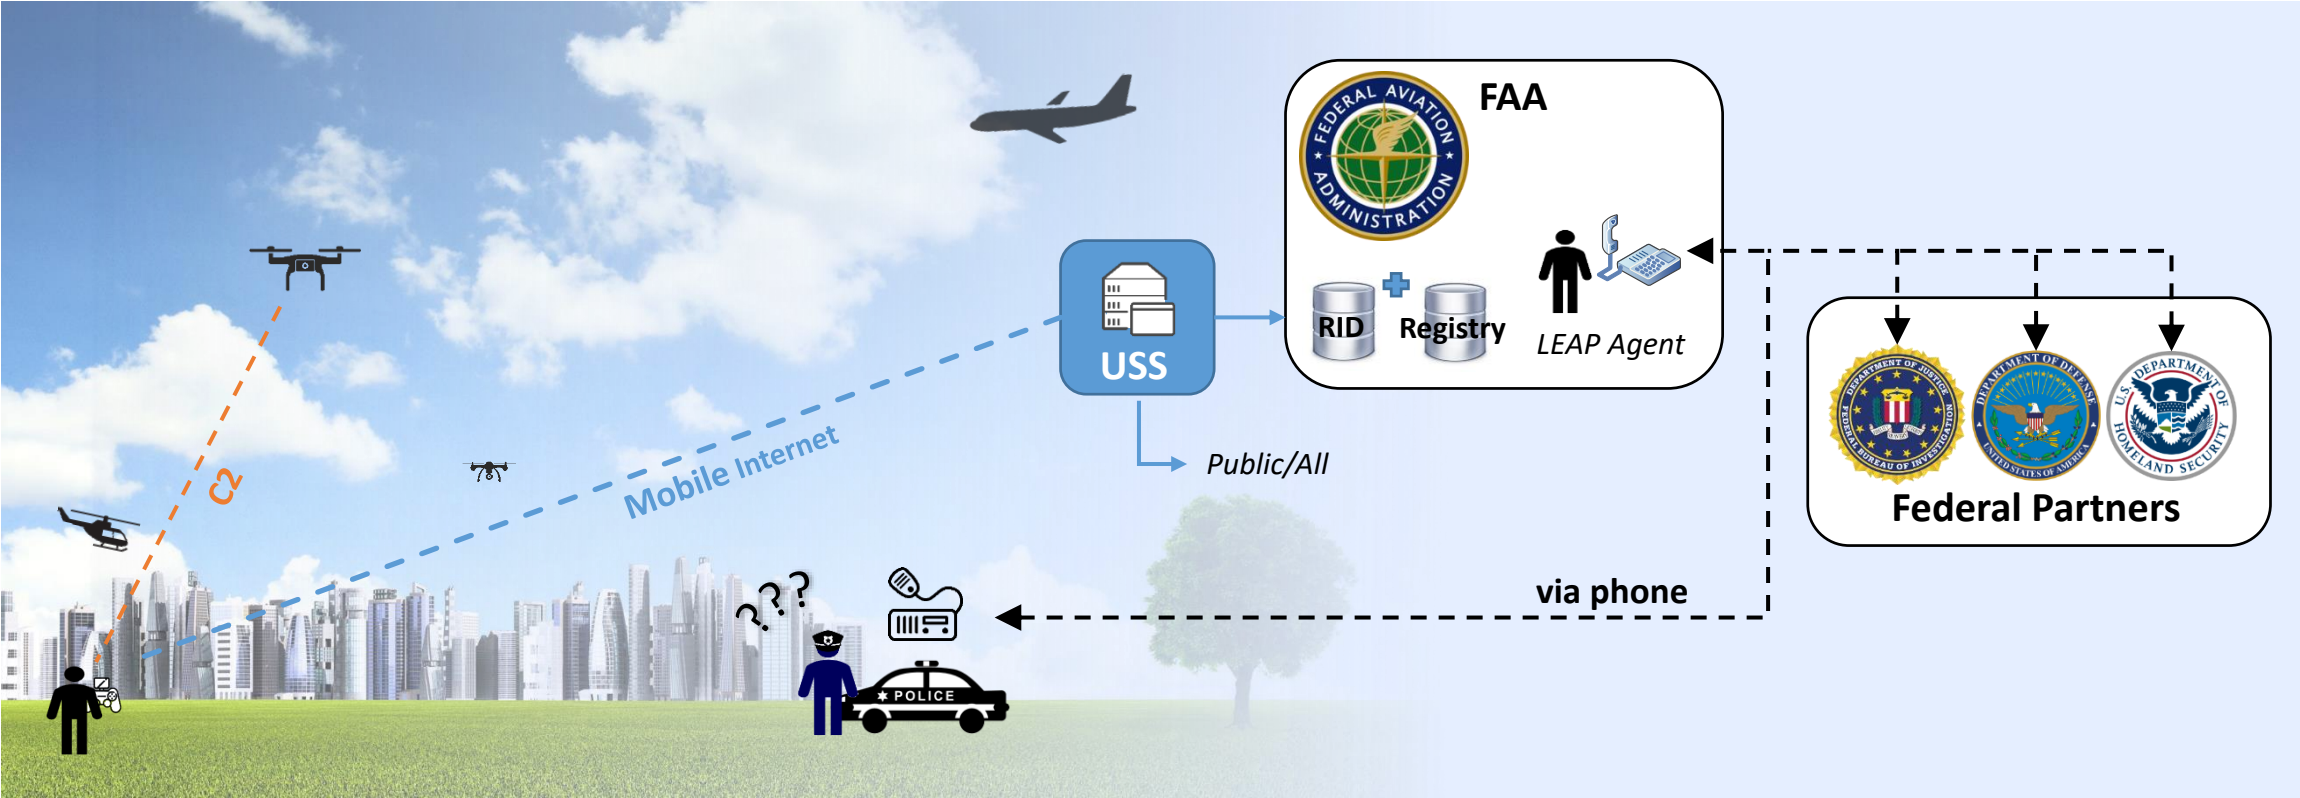 FAA
FEDERAL AVIATION
ADMINISTRATION
RID
Registry
LEAP Agent
USS
Public/All
C2
Mobile Internet
DEPARTMENT OF JUSTICE
FEDERAL BUREAU OF INVESTIGATION
DEPARTMENT OF DEFENSE
UNITED STATES OF AMERICA
U.S. DEPARTMENT OF
HOMELAND SECURITY
Federal Partners
via phone
???
POLICE